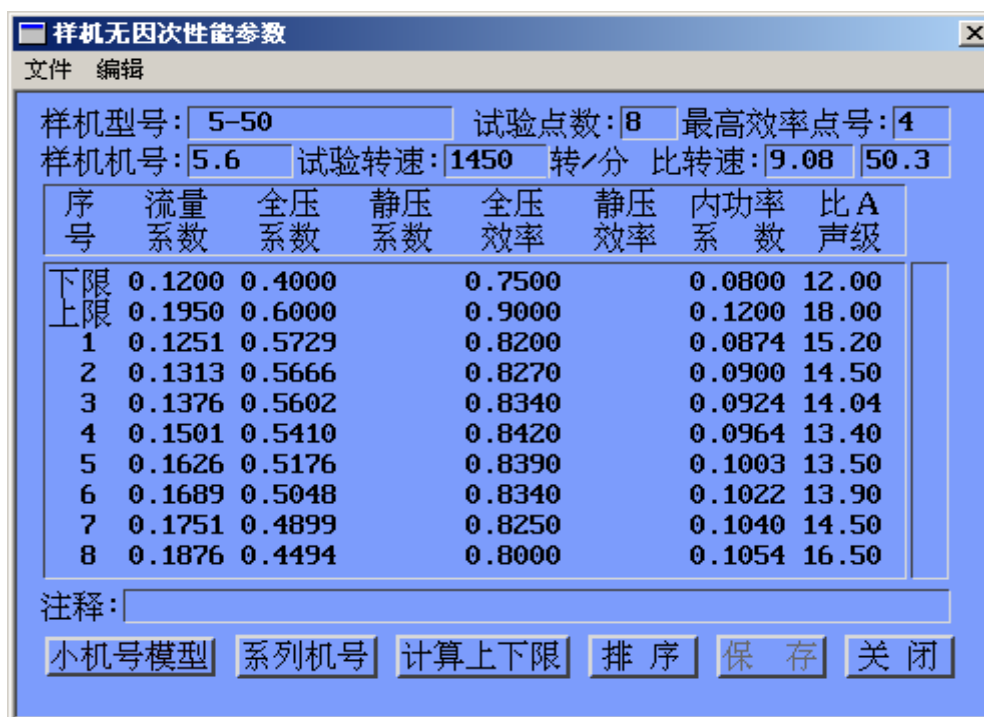 样机无因次性能参数
文件 编辑
样机型号: 5-50 试验点数: 8 最高效率点号: 4
样机机号: 5.6 试验转速: 1450 转/分 比转速: 9.08 50.3
序 流量 全压 静压 全压 静压 内功率 比A
号 系数 系数 系数 效率 效率 系 数 声级
下限 0.1200 0.4000 0.7500 0.0800 12.00
上限 0.1950 0.6000 0.9000 0.1200 18.00
1 0.1251 0.5729 0.8200 0.0874 15.20
2 0.1313 0.5666 0.8270 0.0900 14.50
3 0.1376 0.5602 0.8340 0.0924 14.04
4 0.1501 0.5410 0.8420 0.0964 13.40
5 0.1626 0.5176 0.8390 0.1003 13.50
6 0.1689 0.5048 0.8340 0.1022 13.90
7 0.1751 0.4899 0.8250 0.1040 14.50
8 0.1876 0.4494 0.8000 0.1054 16.50
注释:
小机号模型 系列机号 计算上下限 排 序 保 存 关 闭